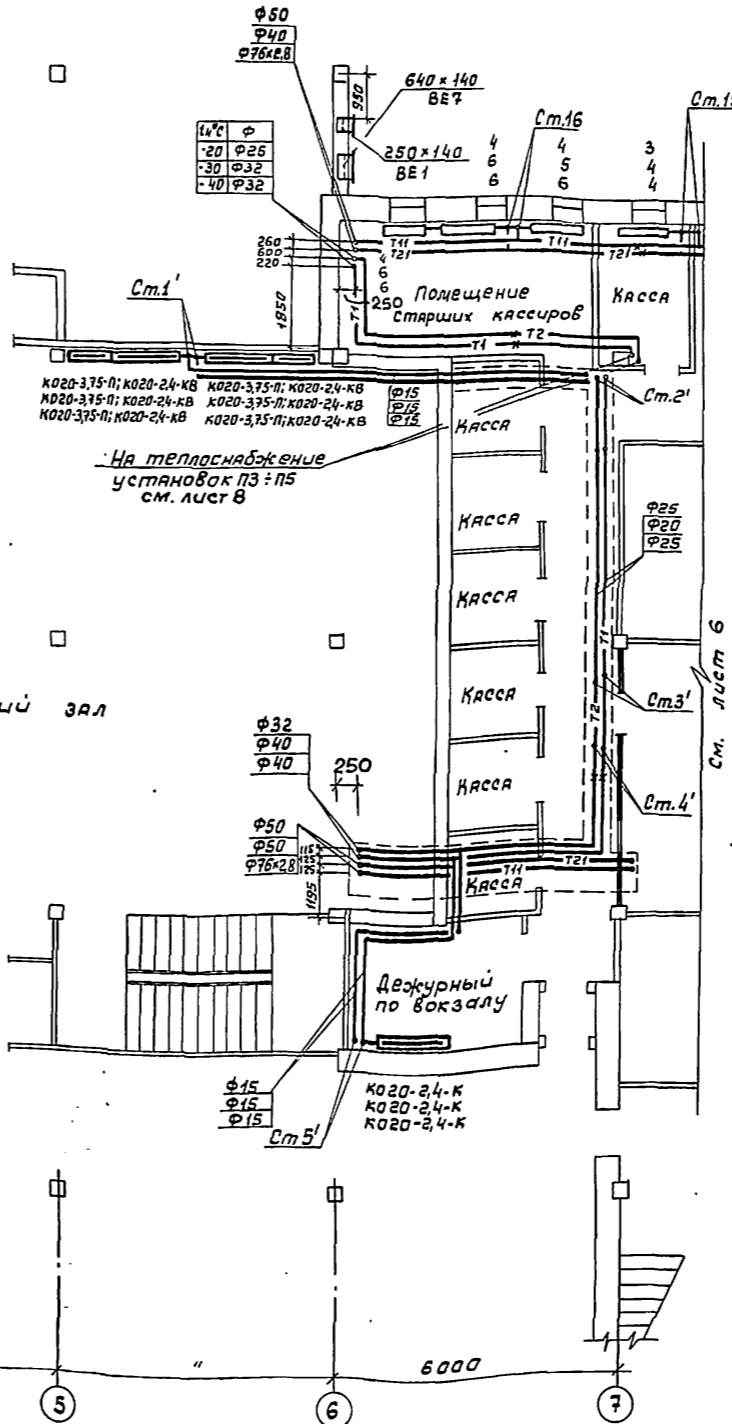 Ф50
Ф40
Ф76х2,8
640 × 140
ВЕ7
950
Ст.16
tн°С Ф
-20 Ф25
-30 Ф32
-40 Ф32
250×140
ВЕ1
4 4 3
6 5 4
6 6 4
260
600
220
Т11 Т11
Т21 Т21
4
6
6
250
Т1
1850
Помещение
старших кассиров
Касса
Ст.1'
Т2
Т1
КО20-3,75-П; КО20-2,4-КВ КО20-3,75-П; КО20-2,4-КВ
КО20-3,75-П; КО20-2,4-КВ КО20-3,75-П; КО20-2,4-КВ
КО20-3,75-П; КО20-2,4-КВ КО20-3,75-П; КО20-2,4-КВ
Ф15
Ф15
Ф15
Ст.2'
Касса
На теплоснабжение
установок П3÷П5
см. лист 8
Касса
Ф25
Ф20
Ф25
Касса
Т1
см. лист 6
Касса
Ст3'
зал
Т2
Ф32
Ф40
Ф40
250
Касса
Ст.4'
Ф50
Ф50
Ф76×2,8
115
125
125
Т21
Т11
Касса
1195
Дежурный
по вокзалу
Ф15
Ф15
Ф15
КО20-2,4-К
КО20-2,4-К
КО20-2,4-К
Ст5'
" 6000
5 6 7